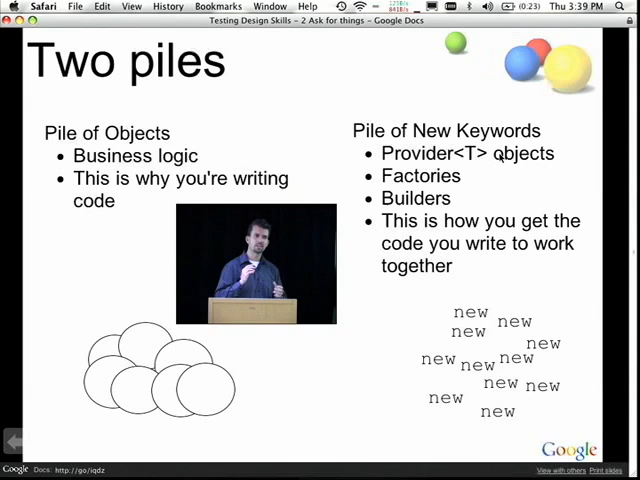 Safari File Edit View History Bookmarks Window Help (0:23) Thu 3:39 PM
Testing Design Skills – 2 Ask for things – Google Docs
Two piles
Pile of Objects
Business logic
This is why you're writing
code
Pile of New Keywords
Provider<T> objects
Factories
Builders
This is how you get the
code you write to work
together
new
new
new
new
new
new
new
new
new
new
new
Google
Google Docs: http://go/iqdz View with others Print slides